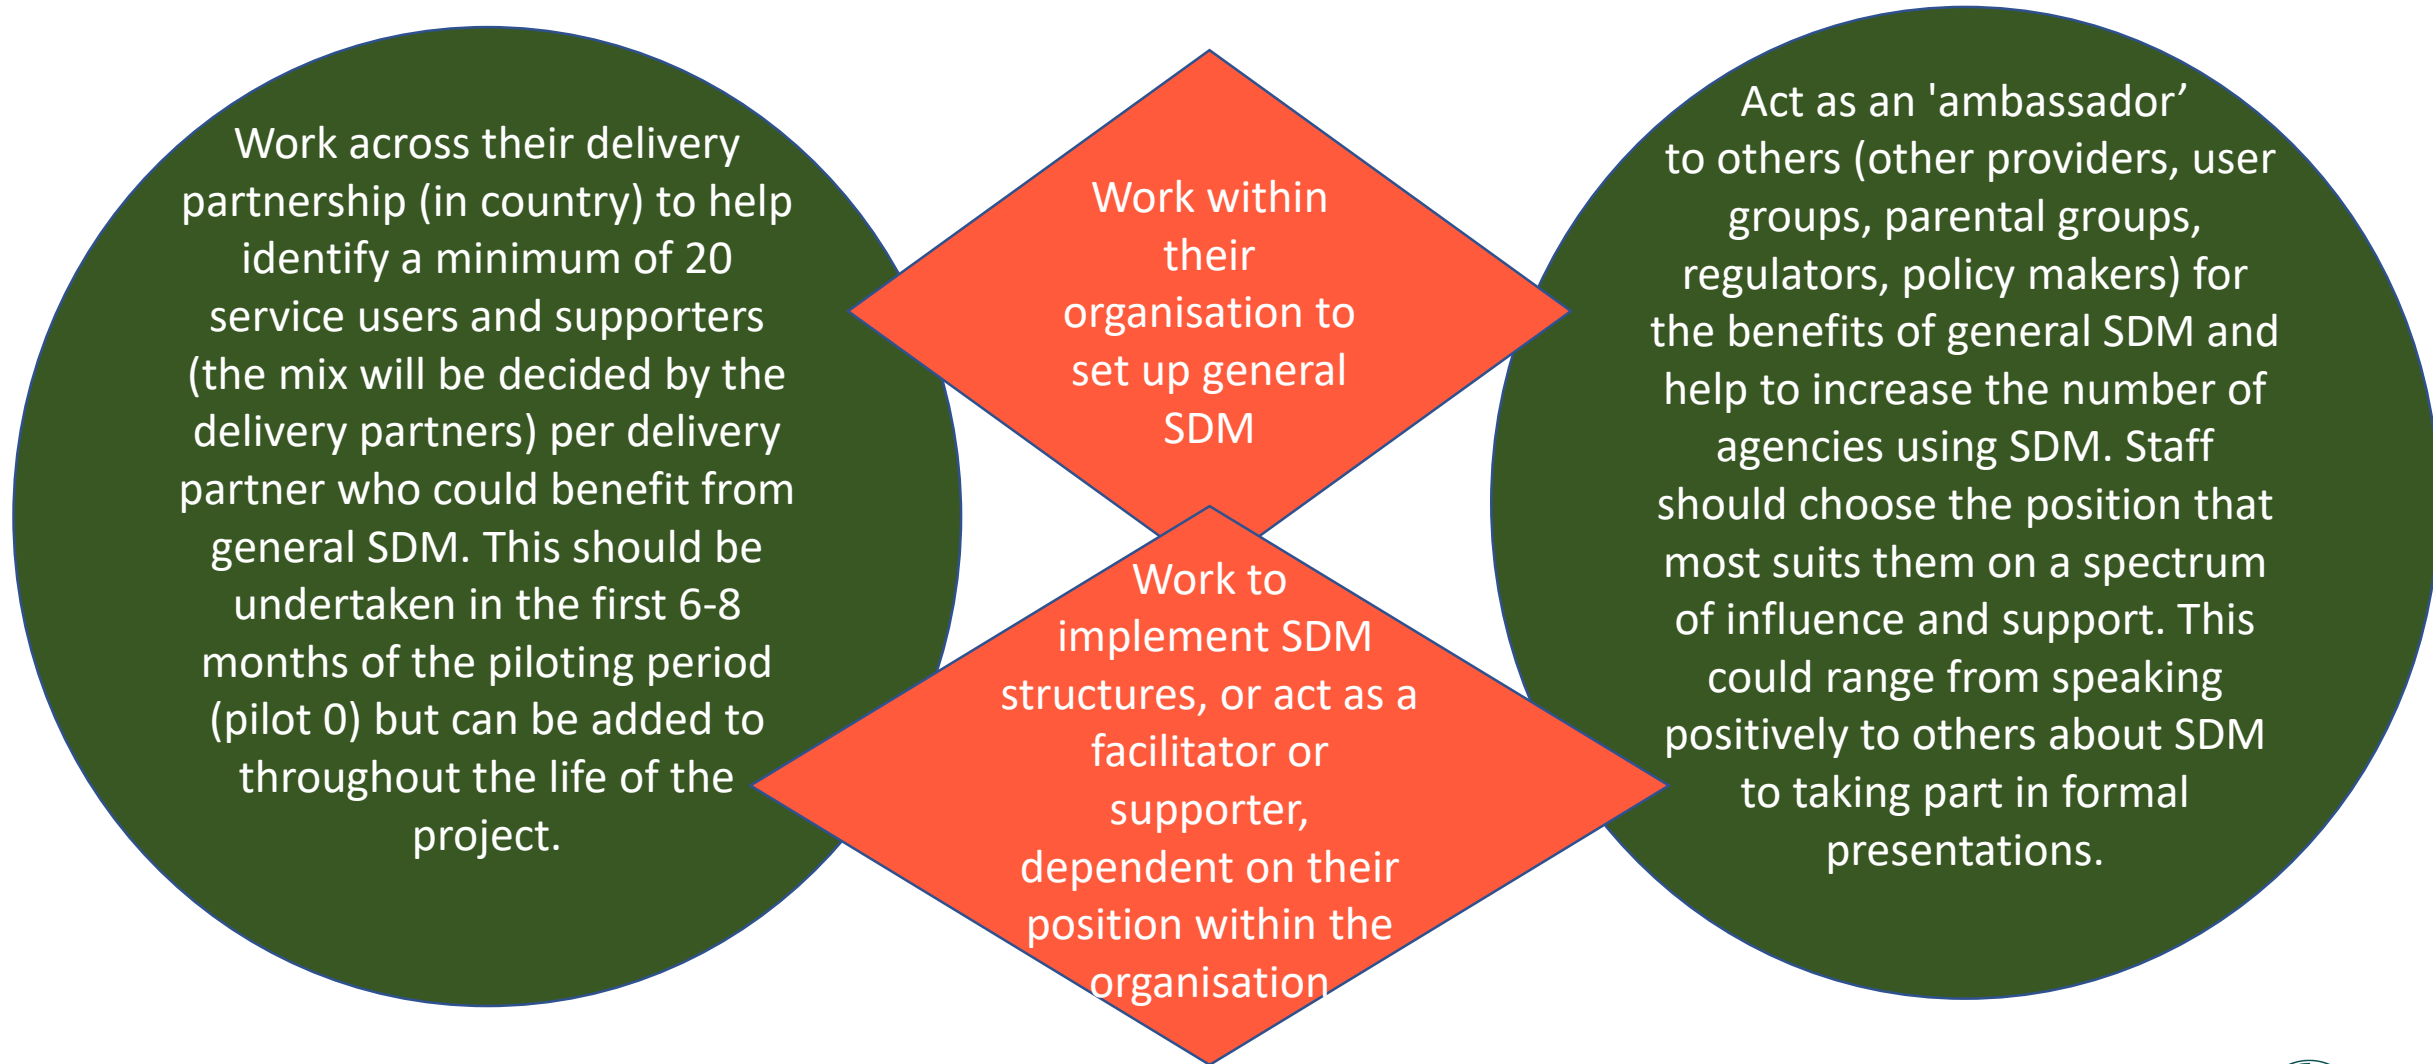 Work across their delivery
partnership (in country) to help
identify a minimum of 20
service users and supporters
(the mix will be decided by the
delivery partners) per delivery
partner who could benefit from
general SDM. This should be
undertaken in the first 6-8
months of the piloting period
(pilot 0) but can be added to
throughout the life of the
project.
Work within
their
organisation to
set up general
SDM
Work to
implement SDM
structures, or act as a
facilitator or
supporter,
dependent on their
position within the
organisation
Act as an 'ambassador’
to others (other providers, user
groups, parental groups,
regulators, policy makers) for
the benefits of general SDM and
help to increase the number of
agencies using SDM. Staff
should choose the position that
most suits them on a spectrum
of influence and support. This
could range from speaking
positively to others about SDM
to taking part in formal
presentations.